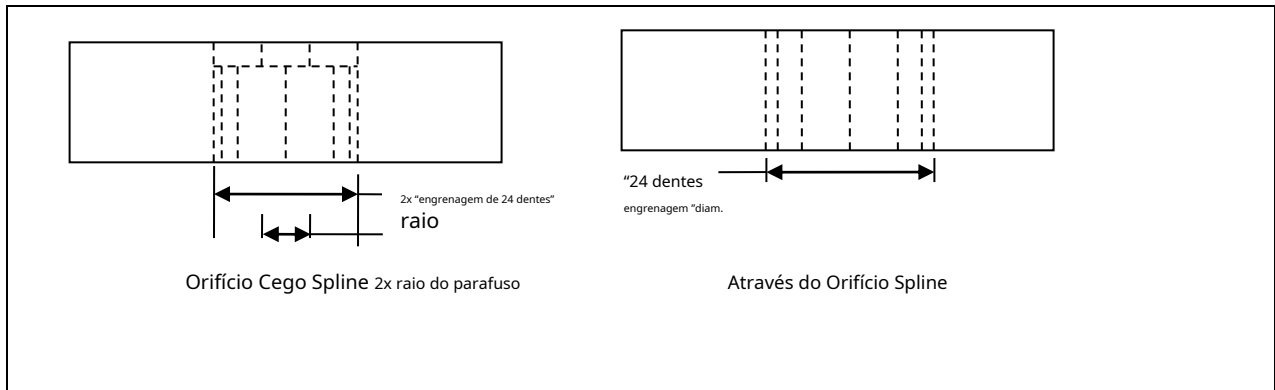 2x “engrenagem de 24 dentes”
raio
Orifício Cego Spline 2x raio do parafuso
“24 dentes
engrenagem “diam.
Através do Orifício Spline